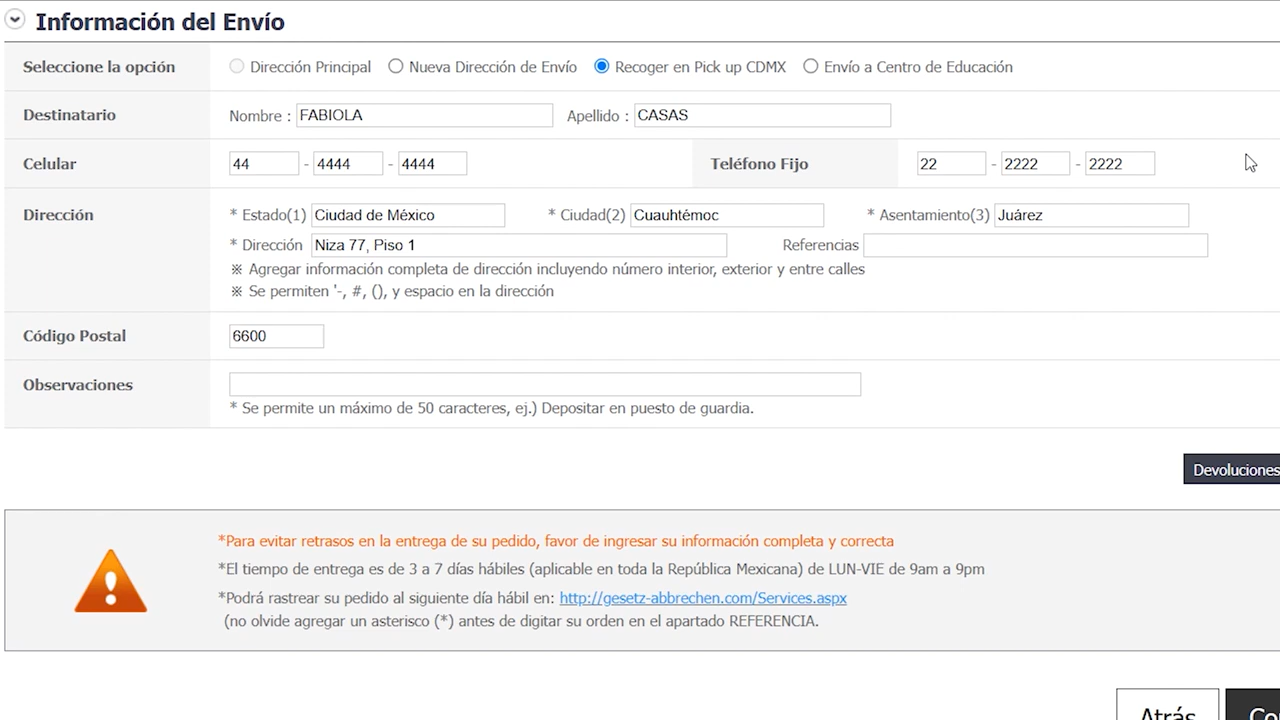 Información del Envío
Seleccione la opción Dirección Principal Nueva Dirección de Envío Recoger en Pick up CDMX Envío a Centro de Educación
Destinatario Nombre : FABIOLA Apellido : CASAS
Celular 44 - 4444 - 4444 Teléfono Fijo 22 - 2222 - 2222
Dirección * Estado(1) Ciudad de México * Ciudad(2) Cuauhtémoc * Asentamiento(3) Juárez
* Dirección Niza 77, Piso 1 Referencias
※ Agregar información completa de dirección incluyendo número interior, exterior y entre calles
※ Se permiten '-, #, (), y espacio en la dirección
Código Postal 6600
Observaciones
* Se permite un máximo de 50 caracteres, ej.) Depositar en puesto de guardia.
Devoluciones
*Para evitar retrasos en la entrega de su pedido, favor de ingresar su información completa y correcta
*El tiempo de entrega es de 3 a 7 días hábiles (aplicable en toda la República Mexicana) de LUN-VIE de 9am a 9pm
*Podrá rastrear su pedido al siguiente día hábil en: http://gesetz-abbrechen.com/Services.aspx
(no olvide agregar un asterisco (*) antes de digitar su orden en el apartado REFERENCIA.
Atrás